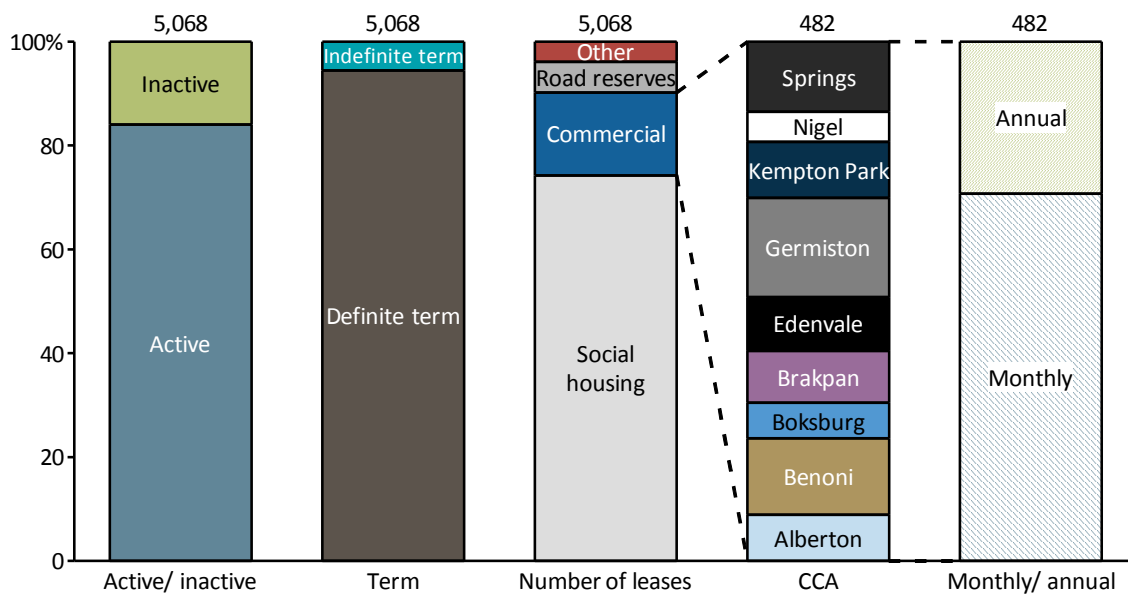 5,068
5,068
5,068
482
482
100%
80
60
40
20
0
Inactive
Active
Indefinite term
Definite term
Other
Road reserves
Commercial
Social
housing
Springs
Nigel
Kempton Park
Germiston
Edenvale
Brakpan
Boksburg
Benoni
Alberton
Annual
Monthly
Active/ inactive
Term
Number of leases
CCA
Monthly/ annual